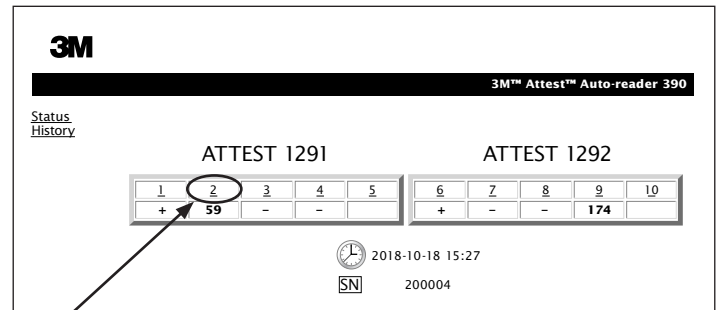 3M
3M™ Attest™ Auto-reader 390
Status
History
ATTEST 1291 ATTEST 1292
1 2 3 4 5 6 7 8 9 10
+ 59 – – + – – 174
2018-10-18 15:27
SN 200004